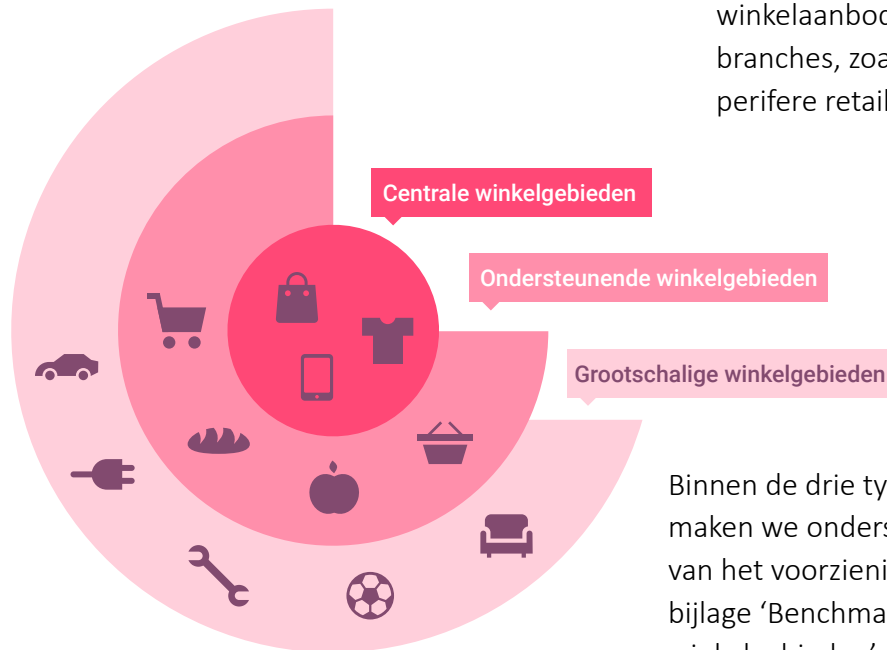 winkelaanbod
branches, zoa
perifere retail
Centrale winkelgebieden
Ondersteunende winkelgebieden
Grootschalige winkelgebieden
Binnen de drie ty
maken we onders
van het voorzieni
bijlage ‘Benchma